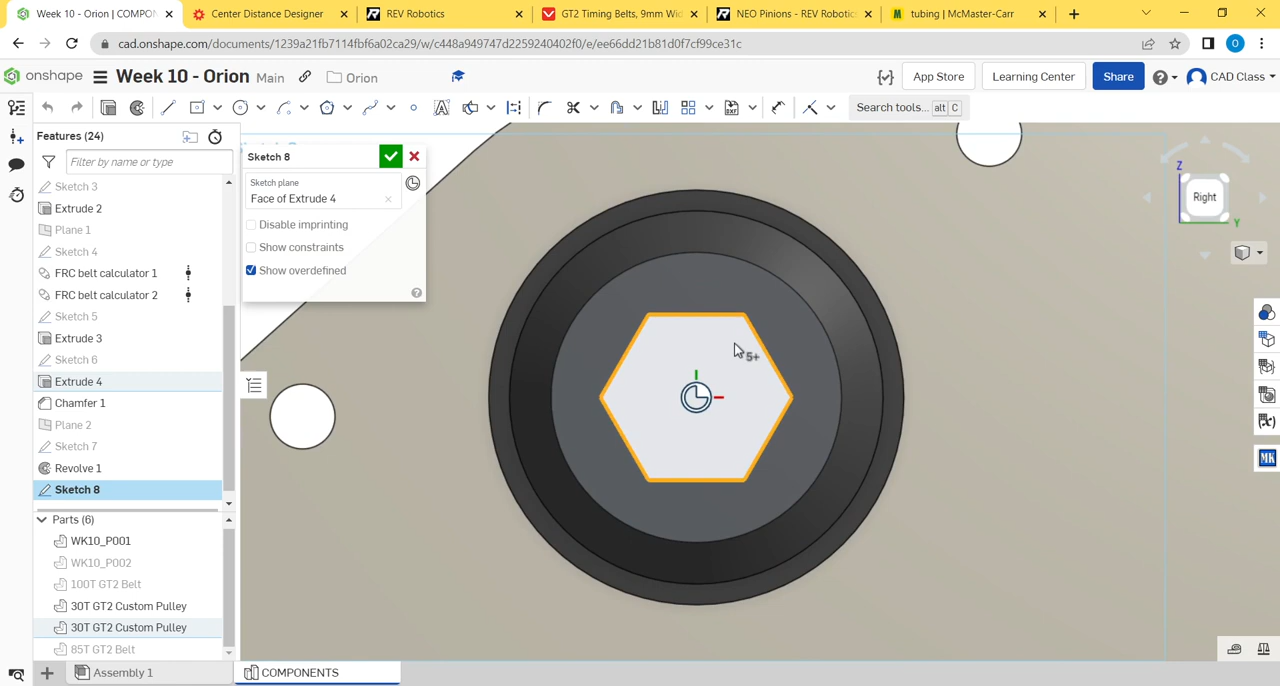 Week 10 - Orion | COMPON
Center Distance Designer
REV Robotics
GT2 Timing Belts, 9mm Wid
NEO Pinions - REV Robotic
tubing | McMaster-Carr
cad.onshape.com/documents/1239a21fb7114fbf6a02ca29/w/c448a949747d3259340402f0/e/ee66dd21b81d0f7cf99ce31c
O
onshape
Week 10 - Orion
Main
Orion
App Store
Learning Center
Share
CAD Class
Search tools... alt C
Features (24)
Filter by name or type
Sketch 3
Extrude 2
Plane 1
Sketch 4
FRC belt calculator 1
FRC belt calculator 2
Sketch 5
Extrude 3
Sketch 6
Extrude 4
Chamfer 1
Plane 2
Sketch 7
Revolve 1
Sketch 8
Parts (6)
WK10_P001
WK10_P002
100T GT2 Belt
30T GT2 Custom Pulley
30T GT2 Custom Pulley
85T GT2 Belt
Sketch 8
Sketch plane
Face of Extrude 4
Disable imprinting
Show constraints
Show overdefined
5+
Z
Right
Y
MK
Assembly 1
COMPONENTS